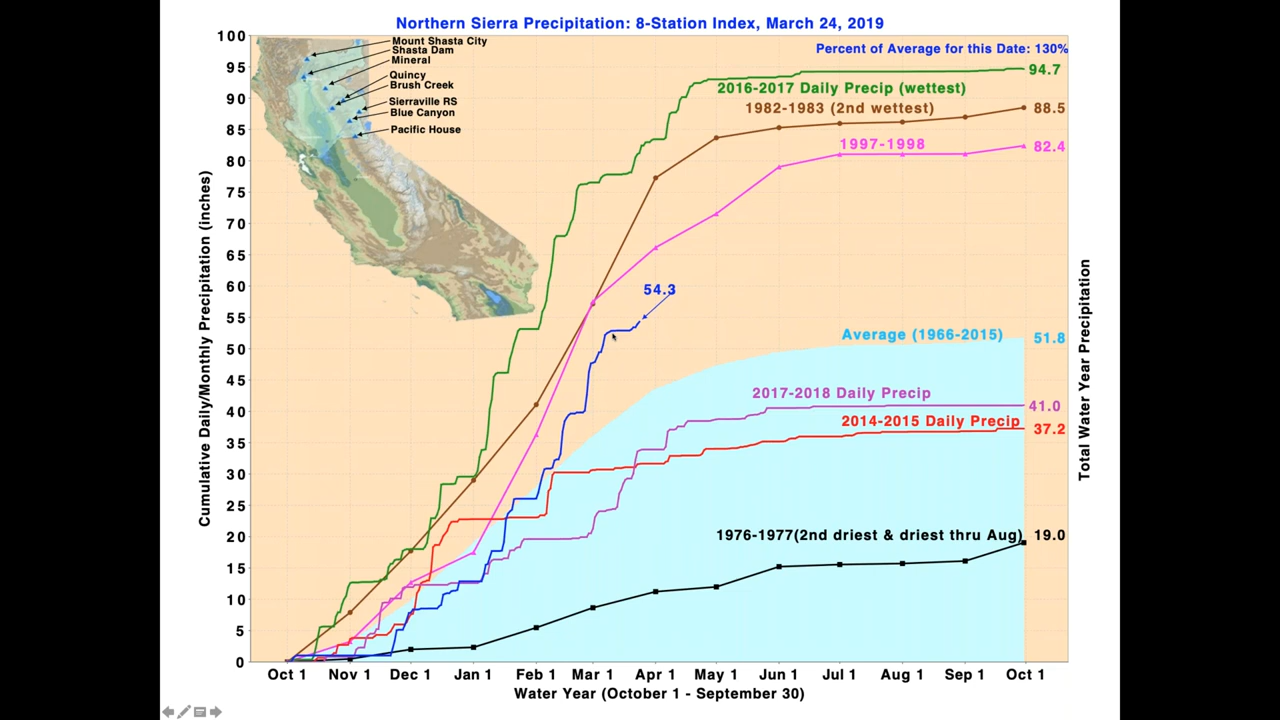 Northern Sierra Precipitation: 8-Station Index, March 24, 2019
Percent of Average for this Date: 130%
Mount Shasta City
Shasta Dam
Mineral
Quincy
Brush Creek
Sierraville RS
Blue Canyon
Pacific House
Cumulative Daily/Monthly Precipitation (inches)
100
95
90
85
80
75
70
65
60
55
50
45
40
35
30
25
20
15
10
5
0
2016-2017 Daily Precip (wettest)
94.7
1982-1983 (2nd wettest)
88.5
1997-1998
82.4
54.3
Average (1966-2015)
51.8
2017-2018 Daily Precip
41.0
2014-2015 Daily Precip
37.2
1976-1977(2nd driest & driest thru Aug)
19.0
Total Water Year Precipitation
Oct 1 Nov 1 Dec 1 Jan 1 Feb 1 Mar 1 Apr 1 May 1 Jun 1 Jul 1 Aug 1 Sep 1 Oct 1
Water Year (October 1 - September 30)